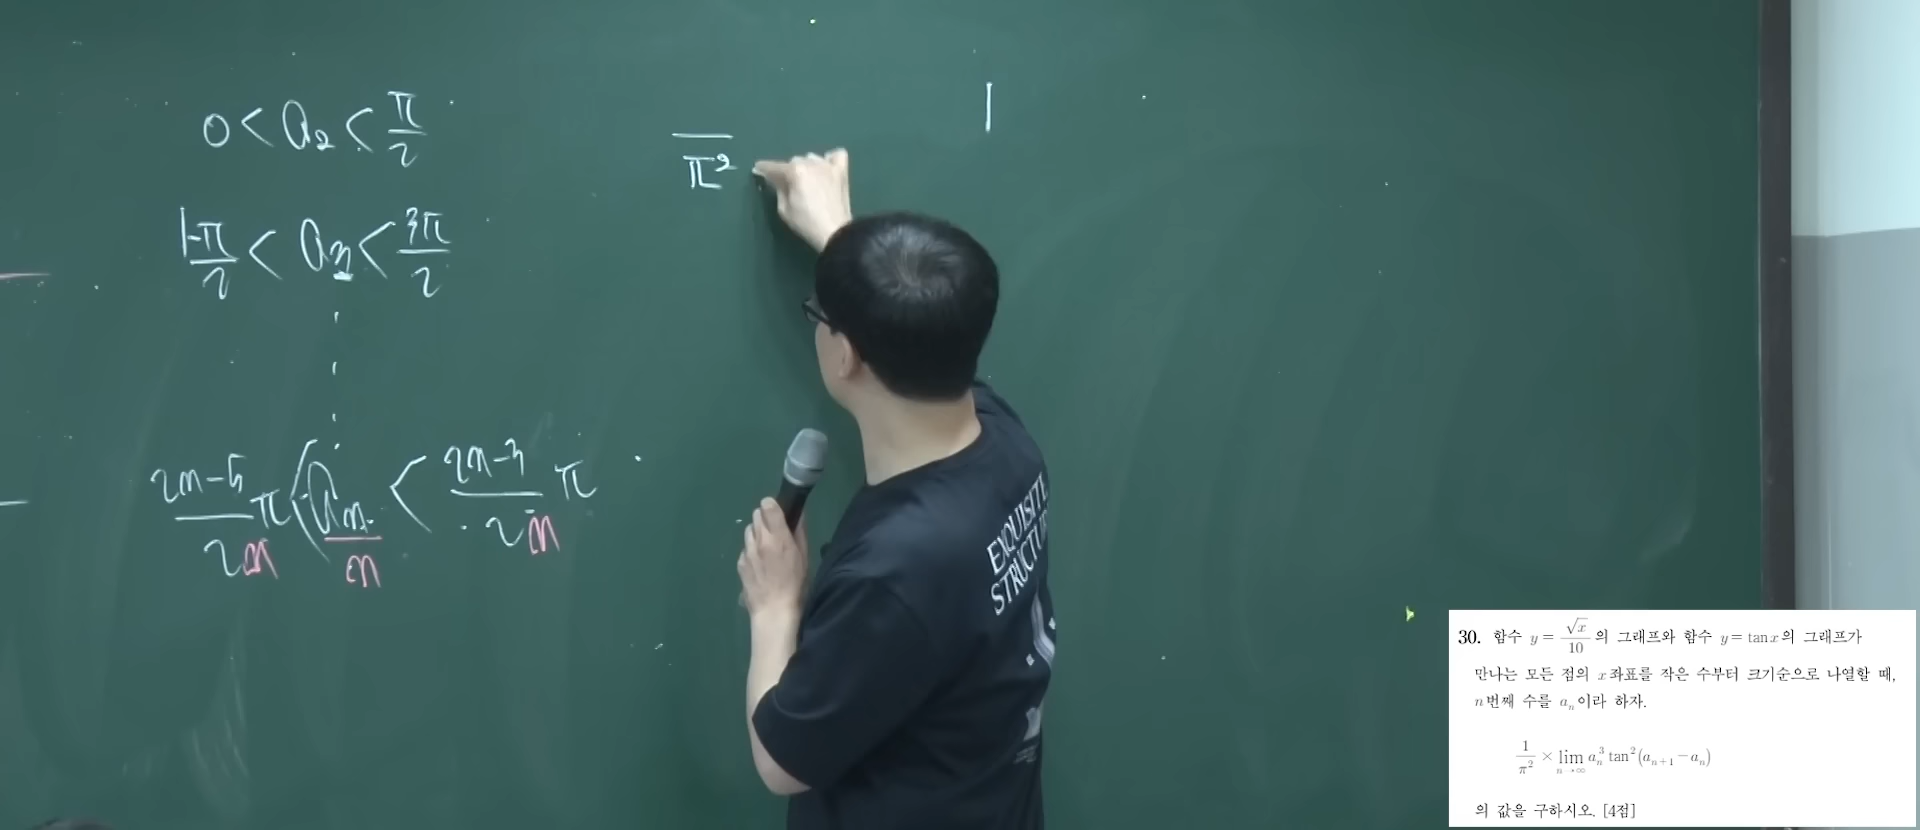 0 < a₂ < π/2
1-π/2 < a₃ < 3π/2
(2n-5)/2n π < aₙ/n < (2n-3)/2n π
/π²
EXQUISITE
STRUCTU
30. 함수 y = √x/10 의 그래프와 함수 y = tan x 의 그래프가
만나는 모든 점의 x좌표를 작은 수부터 크기순으로 나열할 때,
n번째 수를 aₙ이라 하자.
1/π² × lim n→∞ aₙ³ tan²(aₙ₊₁ - aₙ)
의 값을 구하시오. [4점]